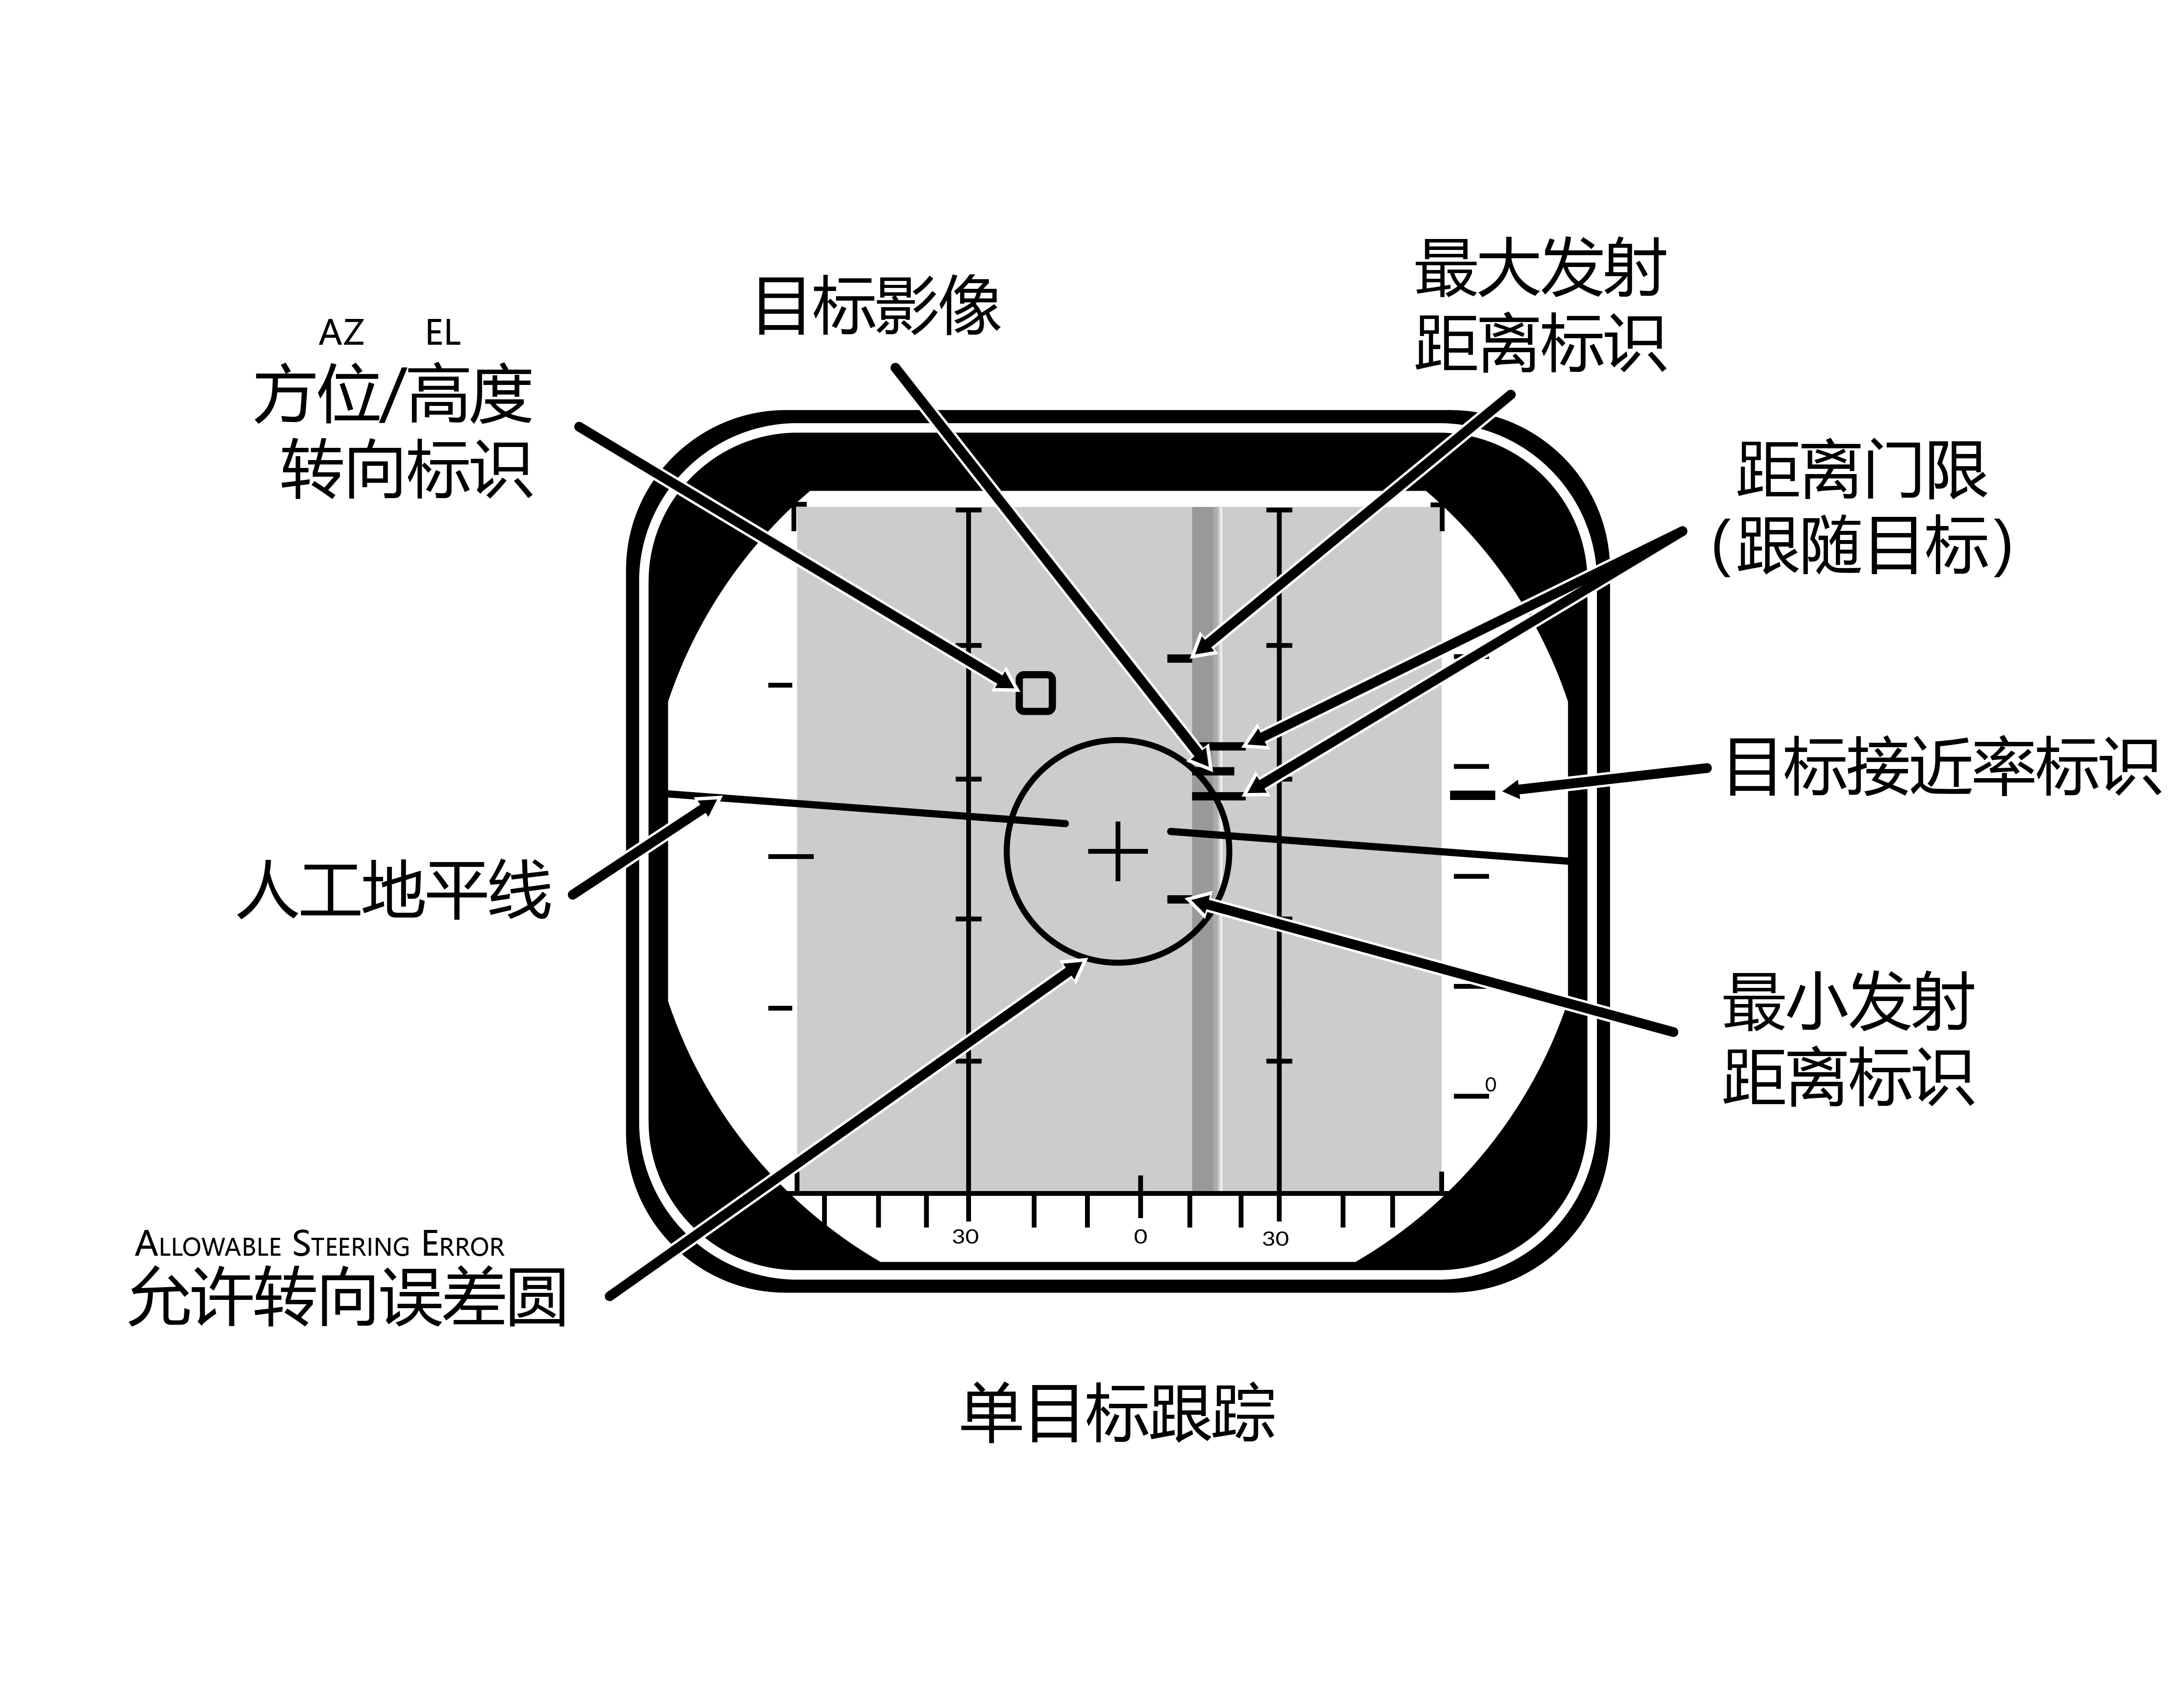 AZ EL
方位/高度
转向标识
目标影像
最大发射
距离标识
距离门限
(跟随目标)
目标接近率标识
人工地平线
最小发射
距离标识
0
30 0 30
ALLOWABLE STEERING ERROR
允许转向误差圆
单目标跟踪